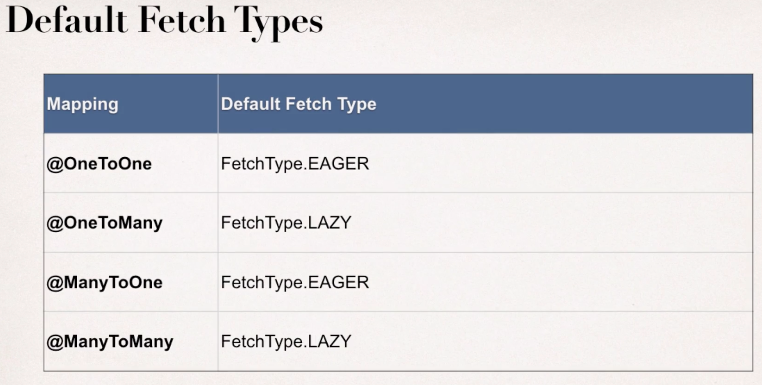 Default Fetch Types
Mapping Default Fetch Type
@OneToOne FetchType.EAGER
@OneToMany FetchType.LAZY
@ManyToOne FetchType.EAGER
@ManyToMany FetchType.LAZY